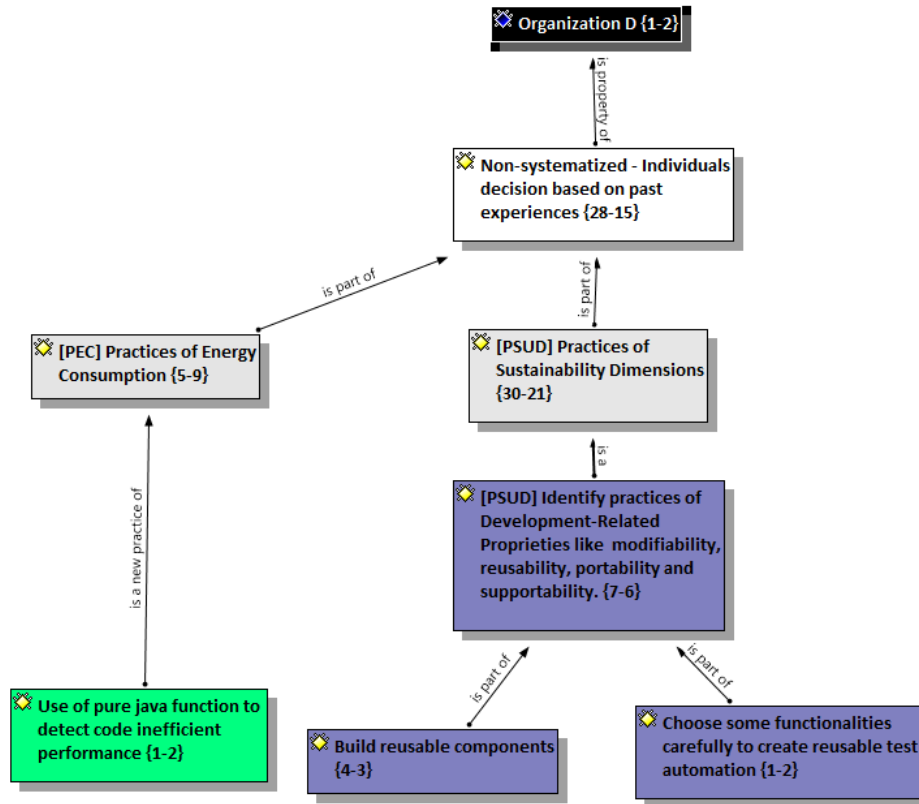 Organization D {1-2}
is property of
Non-systematized - Individuals
decision based on past
experiences {28-15}
is part of
is part of
[PEC] Practices of Energy
Consumption {5-9}
[PSUD] Practices of
Sustainability Dimensions
{30-21}
is a
is a new practice of
[PSUD] Identify practices of
Development-Related
Proprieties like modifiability,
reusability, portability and
supportability. {7-6}
is part of
is part of
Use of pure java function to
detect code inefficient
performance {1-2}
Build reusable components
{4-3}
Choose some functionalities
carefully to create reusable test
automation {1-2}